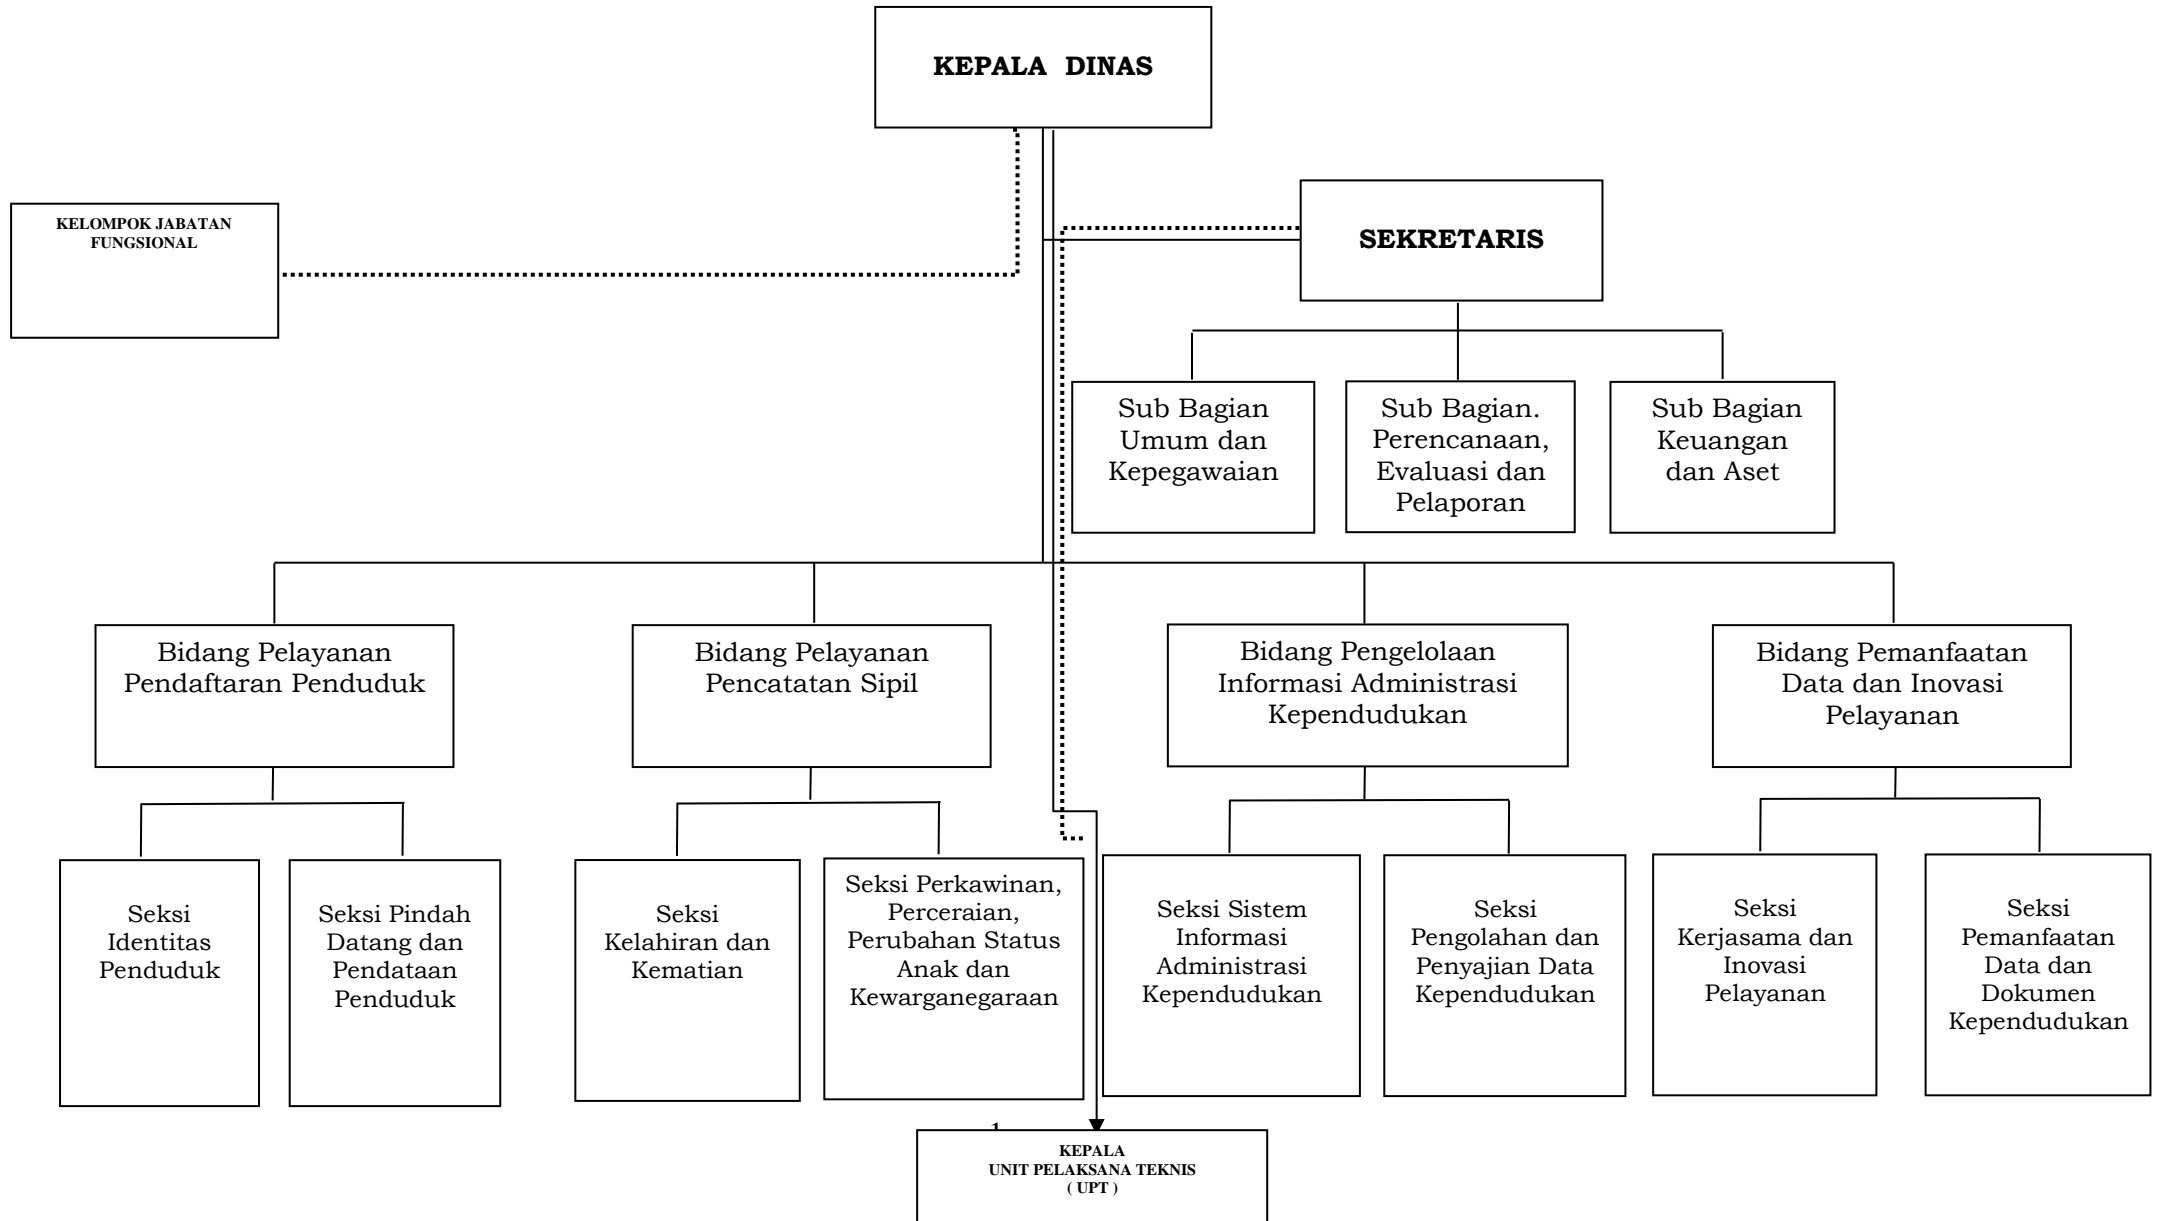 KEPALA DINAS
KELOMPOK JABATAN
FUNGSIONAL
SEKRETARIS
Sub Bagian
Umum dan
Kepegawaian
Sub Bagian.
Perencanaan,
Evaluasi dan
Pelaporan
Sub Bagian
Keuangan
dan Aset
Bidang Pelayanan
Pendaftaran Penduduk
Bidang Pelayanan
Pencatatan Sipil
Bidang Pengelolaan
Informasi Administrasi
Kependudukan
Bidang Pemanfaatan
Data dan Inovasi
Pelayanan
Seksi
Identitas
Penduduk
Seksi Pindah
Datang dan
Pendataan
Penduduk
Seksi
Kelahiran dan
Kematian
Seksi Perkawinan,
Perceraian,
Perubahan Status
Anak dan
Kewarganegaraan
Seksi Sistem
Informasi
Administrasi
Kependudukan
Seksi
Pengolahan dan
Penyajian Data
Kependudukan
Seksi
Kerjasama dan
Inovasi
Pelayanan
Seksi
Pemanfaatan
Data dan
Dokumen
Kependudukan
1
KEPALA
UNIT PELAKSANA TEKNIS
( UPT )